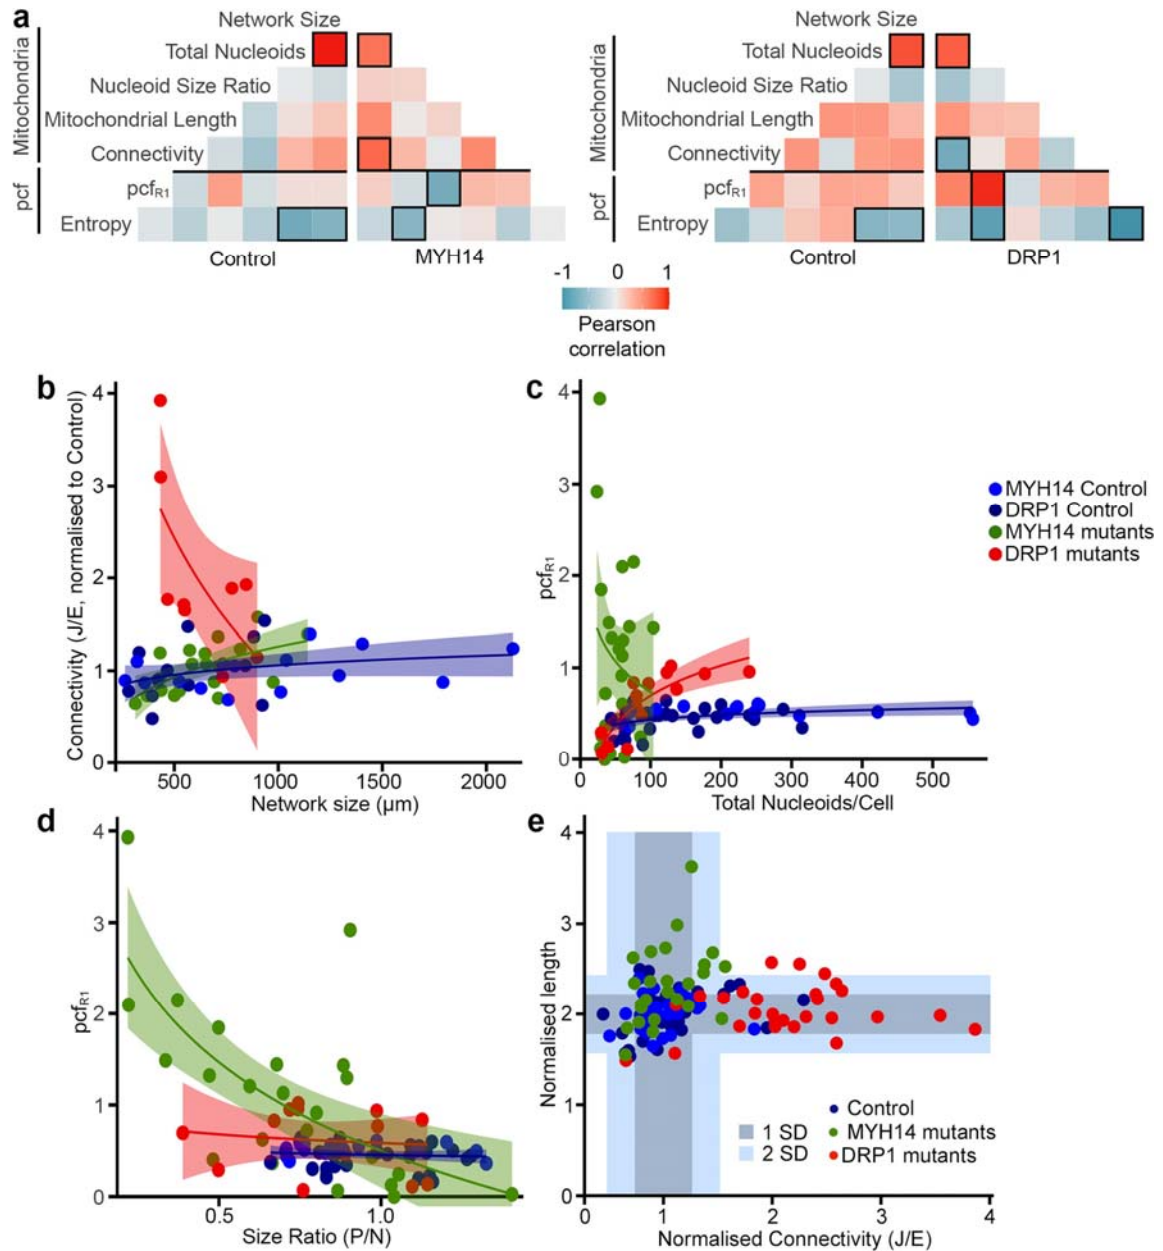 a
Network Size
Total Nucleoids
Nucleoid Size Ratio
Mitochondrial Length
Connectivity
pcfR1
Entropy
Mitochondria
pcf
Control
MYH14
Network Size
Total Nucleoids
Nucleoid Size Ratio
Mitochondrial Length
Connectivity
pcfR1
Entropy
Mitochondria
pcf
Control
DRP1
-1 0 1
Pearson
correlation
b
Connectivity (J/E, normalised to Control)
4
3
2
1
0
500 1000 1500 2000
Network size (µm)
c
pcfR1
4
3
2
1
0
0 100 200 300 400 500
Total Nucleoids/Cell
MYH14 Control
DRP1 Control
MYH14 mutants
DRP1 mutants
d
pcfR1
4
3
2
1
0
0.5 1.0
Size Ratio (P/N)
e
Normalised length
4
3
2
1
0
0 1 2 3 4
Normalised Connectivity (J/E)
1 SD
2 SD
Control
MYH14 mutants
DRP1 mutants